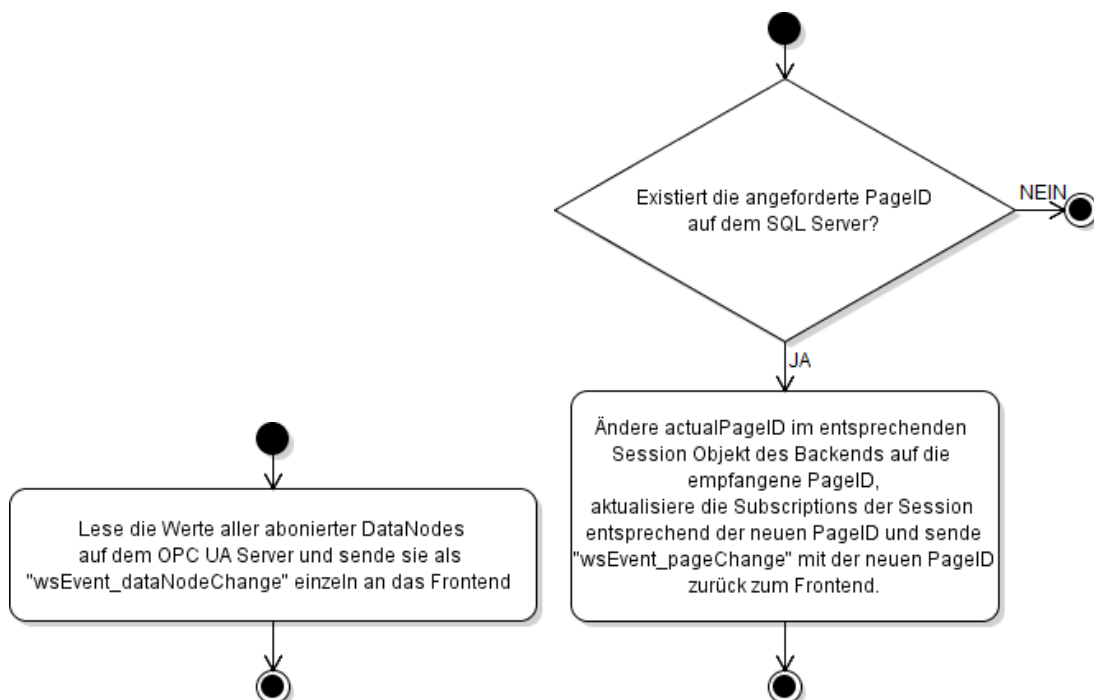 Existiert die angeforderte PageID
auf dem SQL Server?
NEIN
JA
Lese die Werte aller abonierter DataNodes
auf dem OPC UA Server und sende sie als
"wsEvent_dataNodeChange" einzeln an das Frontend
Ändere actualPageID im entsprechenden
Session Objekt des Backends auf die
empfangene PageID,
aktualisiere die Subscriptions der Session
entsprechend der neuen PageID und sende
"wsEvent_pageChange" mit der neuen PageID
zurück zum Frontend.